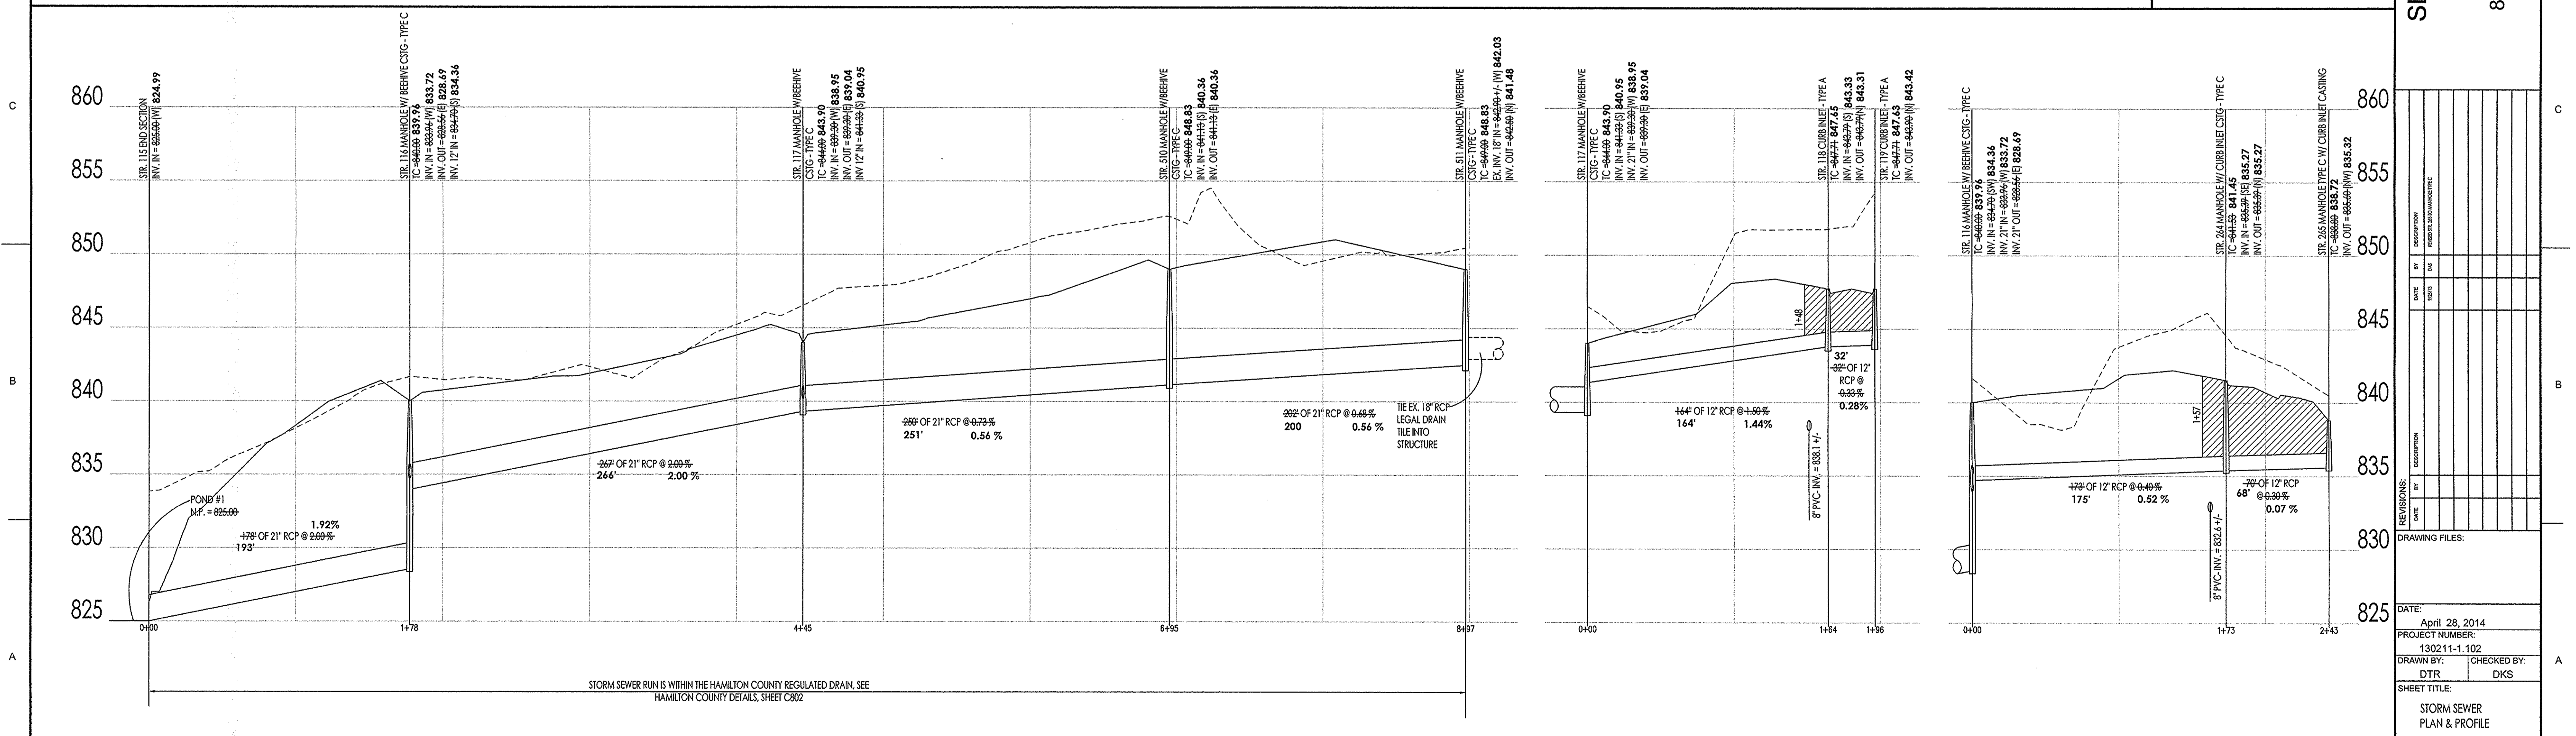 SI
8
C
B
A
860
855
850
845
840
835
830
825
STR. 115 END SECTION
INV. IN = 825.00 (W) 824.99
STR. 116 MANHOLE W/ BEEHIVE CSTG - TYPE C
TC = 840.00 839.96
INV. IN = 833.96 (W) 833.72
INV. OUT = 828.56 (E) 828.69
INV. 12" IN = 834.70 (S) 834.36
STR. 117 MANHOLE W/BEEHIVE
CSTG - TYPE C
TC = 844.00 843.90
INV. IN = 839.30 (W) 838.95
INV. OUT = 839.30 (E) 839.04
INV. 12" IN = 841.33 (S) 840.95
STR. 510 MANHOLE W/BEEHIVE
CSTG - TYPE C
TC = 849.00 848.83
INV. IN = 841.13 (S) 840.36
INV. OUT = 841.13 (E) 840.36
STR. 511 MANHOLE W/BEEHIVE
CSTG - TYPE C
TC = 849.00 848.83
EX. INV. 18" IN = 842.00 +/- (W) 842.03
INV. OUT = 842.50 (N) 841.48
POND #1
N.P. = 825.00
1.92%
178' OF 21" RCP @ 2.00 %
193'
267' OF 21" RCP @ 2.00 %
266' 2.00 %
250' OF 21" RCP @ 0.73 %
251' 0.56 %
202' OF 21" RCP @ 0.68 %
200 0.56 %
TIE EX. 18" RCP
LEGAL DRAIN
TILE INTO
STRUCTURE
0+00
1+78
4+45
6+95
8+97
STORM SEWER RUN IS WITHIN THE HAMILTON COUNTY REGULATED DRAIN, SEE
HAMILTON COUNTY DETAILS, SHEET C802
STR. 117 MANHOLE W/BEEHIVE
CSTG - TYPE C
TC = 844.00 843.90
INV. IN = 841.33 (S) 840.95
INV. 21" IN = 839.30 (W) 838.95
INV. OUT = 839.30 (E) 839.04
STR. 118 CURB INLET - TYPE A
TC = 847.71 847.65
INV. IN = 843.79 (S) 843.33
INV. OUT = 843.79 (N) 843.31
STR. 119 CURB INLET - TYPE A
TC = 847.71 847.63
INV. OUT = 843.90 (N) 843.42
1+48
164' OF 12" RCP @ 1.50 %
164' 1.44%
32'
32' OF 12"
RCP @
0.33 %
0.28%
8" PVC- INV. = 838.1 +/-
0+00
1+64
1+96
STR. 116 MANHOLE W/ BEEHIVE CSTG - TYPE C
TC = 840.00 839.96
INV. IN = 834.70 (SW) 834.36
INV. 21" IN = 833.96 (W) 833.72
INV. 21" OUT = 828.56 (E) 828.69
STR. 264 MANHOLE W/ CURB INLET CSTG - TYPE C
TC = 841.53 841.45
INV. IN = 835.39 (SE) 835.27
INV. OUT = 835.39 (N) 835.27
STR. 265 MANHOLE TYPE C W/ CURB INLET CASTING
TC = 838.80 838.72
INV. OUT = 835.60 (NW) 835.32
1+57
173' OF 12" RCP @ 0.40 %
175' 0.52 %
70' OF 12" RCP
68' @ 0.30 %
0.07 %
8" PVC- INV. = 832.6 +/-
0+00
1+73
2+43
860
855
850
845
840
835
830
825
REVISIONS:
DATE BY DESCRIPTION
DATE BY DESCRIPTION
DRAWING FILES:
DATE:
April 28, 2014
PROJECT NUMBER:
130211-1.102
DRAWN BY: CHECKED BY:
DTR DKS
SHEET TITLE:
STORM SEWER
PLAN & PROFILE
C
B
A